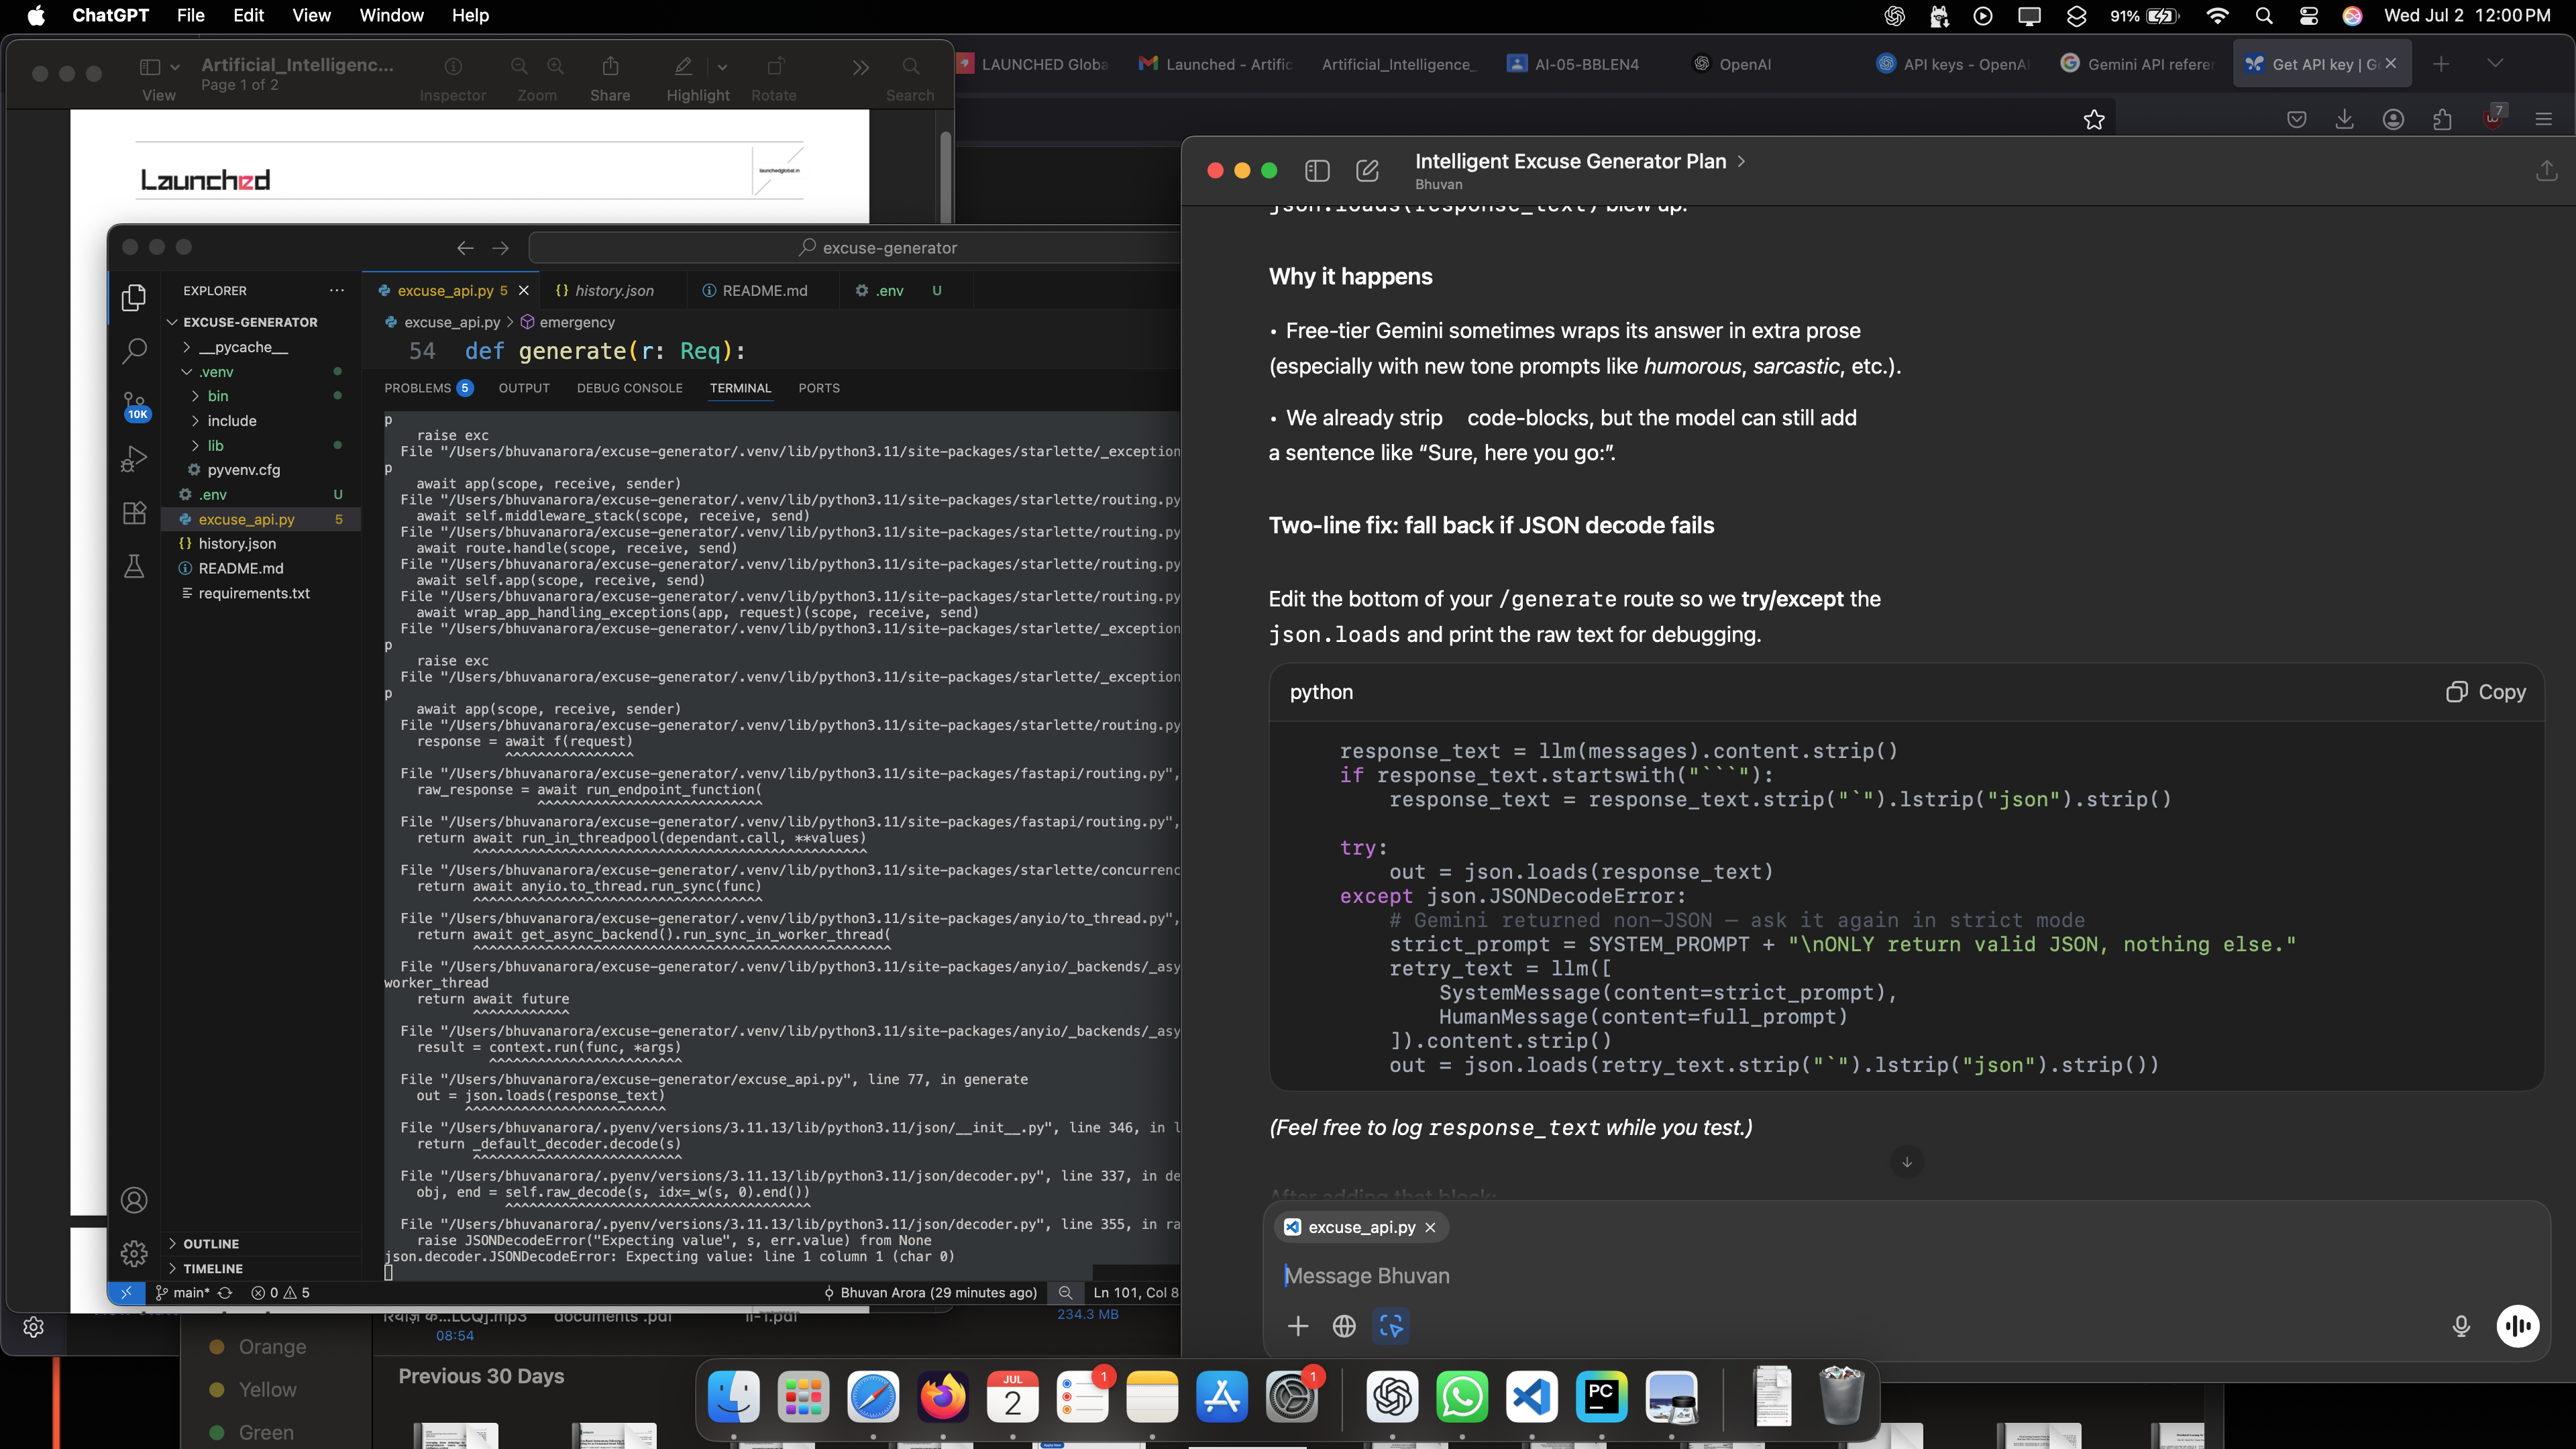 ChatGPT File Edit View Window Help
91% Wed Jul 2 12:00 PM
Artificial_Intelligenc...
Page 1 of 2
View Inspector Zoom Share Highlight Rotate Search
LAUNCHED Globa
Launched - Artific
Artificial_Intelligence_
AI-05-BBLEN4
OpenAI
API keys - OpenAI
Gemini API refere
Get API key | G
7
Launched
launchedglobal.in
excuse-generator
EXPLORER
EXCUSE-GENERATOR
__pycache__
.venv
bin
include
lib
pyvenv.cfg
.env U
excuse_api.py 5
history.json
README.md
requirements.txt
OUTLINE
TIMELINE
10K
excuse_api.py 5
history.json
README.md
.env U
excuse_api.py > emergency
54 def generate(r: Req):
PROBLEMS 5 OUTPUT DEBUG CONSOLE TERMINAL PORTS
p
raise exc
File "/Users/bhuvanarora/excuse-generator/.venv/lib/python3.11/site-packages/starlette/_exception
p
await app(scope, receive, sender)
File "/Users/bhuvanarora/excuse-generator/.venv/lib/python3.11/site-packages/starlette/routing.py
await self.middleware_stack(scope, receive, send)
File "/Users/bhuvanarora/excuse-generator/.venv/lib/python3.11/site-packages/starlette/routing.py
await route.handle(scope, receive, send)
File "/Users/bhuvanarora/excuse-generator/.venv/lib/python3.11/site-packages/starlette/routing.py
await self.app(scope, receive, send)
File "/Users/bhuvanarora/excuse-generator/.venv/lib/python3.11/site-packages/starlette/routing.py
await wrap_app_handling_exceptions(app, request)(scope, receive, send)
File "/Users/bhuvanarora/excuse-generator/.venv/lib/python3.11/site-packages/starlette/_exception
p
raise exc
File "/Users/bhuvanarora/excuse-generator/.venv/lib/python3.11/site-packages/starlette/_exception
p
await app(scope, receive, sender)
File "/Users/bhuvanarora/excuse-generator/.venv/lib/python3.11/site-packages/starlette/routing.py
response = await f(request)
^^^^^^^^^^^^^^^^
File "/Users/bhuvanarora/excuse-generator/.venv/lib/python3.11/site-packages/fastapi/routing.py",
raw_response = await run_endpoint_function(
^^^^^^^^^^^^^^^^^^^^^^^^^^^^
File "/Users/bhuvanarora/excuse-generator/.venv/lib/python3.11/site-packages/fastapi/routing.py",
return await run_in_threadpool(dependant.call, **values)
^^^^^^^^^^^^^^^^^^^^^^^^^^^^^^^^^^^^^^^^^^^^^^^^^
File "/Users/bhuvanarora/excuse-generator/.venv/lib/python3.11/site-packages/starlette/concurrenc
return await anyio.to_thread.run_sync(func)
^^^^^^^^^^^^^^^^^^^^^^^^^^^^^^^^^^^^
File "/Users/bhuvanarora/excuse-generator/.venv/lib/python3.11/site-packages/anyio/to_thread.py",
return await get_async_backend().run_sync_in_worker_thread(
^^^^^^^^^^^^^^^^^^^^^^^^^^^^^^^^^^^^^^^^^^^^^^^^^^^^
File "/Users/bhuvanarora/excuse-generator/.venv/lib/python3.11/site-packages/anyio/_backends/_asy
worker_thread
return await future
^^^^^^^^^^^^
File "/Users/bhuvanarora/excuse-generator/.venv/lib/python3.11/site-packages/anyio/_backends/_asy
result = context.run(func, *args)
^^^^^^^^^^^^^^^^^^^^^^^^
File "/Users/bhuvanarora/excuse-generator/excuse_api.py", line 77, in generate
out = json.loads(response_text)
^^^^^^^^^^^^^^^^^^^^^^^^^
File "/Users/bhuvanarora/.pyenv/versions/3.11.13/lib/python3.11/json/__init__.py", line 346, in l
return _default_decoder.decode(s)
^^^^^^^^^^^^^^^^^^^^^^^^^^
File "/Users/bhuvanarora/.pyenv/versions/3.11.13/lib/python3.11/json/decoder.py", line 337, in de
obj, end = self.raw_decode(s, idx=_w(s, 0).end())
^^^^^^^^^^^^^^^^^^^^^^^^^^^^^^^^^^^^^^
File "/Users/bhuvanarora/.pyenv/versions/3.11.13/lib/python3.11/json/decoder.py", line 355, in ra
raise JSONDecodeError("Expecting value", s, err.value) from None
json.decoder.JSONDecodeError: Expecting value: line 1 column 1 (char 0)
main* 0 5 Bhuvan Arora (29 minutes ago) Ln 101, Col 8
Intelligent Excuse Generator Plan
Bhuvan
json.loads(response_text) blew up.
Why it happens
• Free-tier Gemini sometimes wraps its answer in extra prose
(especially with new tone prompts like humorous, sarcastic, etc.).
• We already strip code-blocks, but the model can still add
a sentence like “Sure, here you go:”.
Two-line fix: fall back if JSON decode fails
Edit the bottom of your /generate route so we try/except the
json.loads and print the raw text for debugging.
python Copy
response_text = llm(messages).content.strip()
if response_text.startswith("```"):
response_text = response_text.strip("`").lstrip("json").strip()
try:
out = json.loads(response_text)
except json.JSONDecodeError:
# Gemini returned non-JSON — ask it again in strict mode
strict_prompt = SYSTEM_PROMPT + "\nONLY return valid JSON, nothing else."
retry_text = llm([
SystemMessage(content=strict_prompt),
HumanMessage(content=full_prompt)
]).content.strip()
out = json.loads(retry_text.strip("`").lstrip("json").strip())
(Feel free to log response_text while you test.)
After adding that block:
excuse_api.py
Message Bhuvan
LCQ].mp3 documents .pdf II-1.pdf
08:54 234.3 MB
Orange
Yellow
Green
Previous 30 Days
JUL
2
1
1
PC